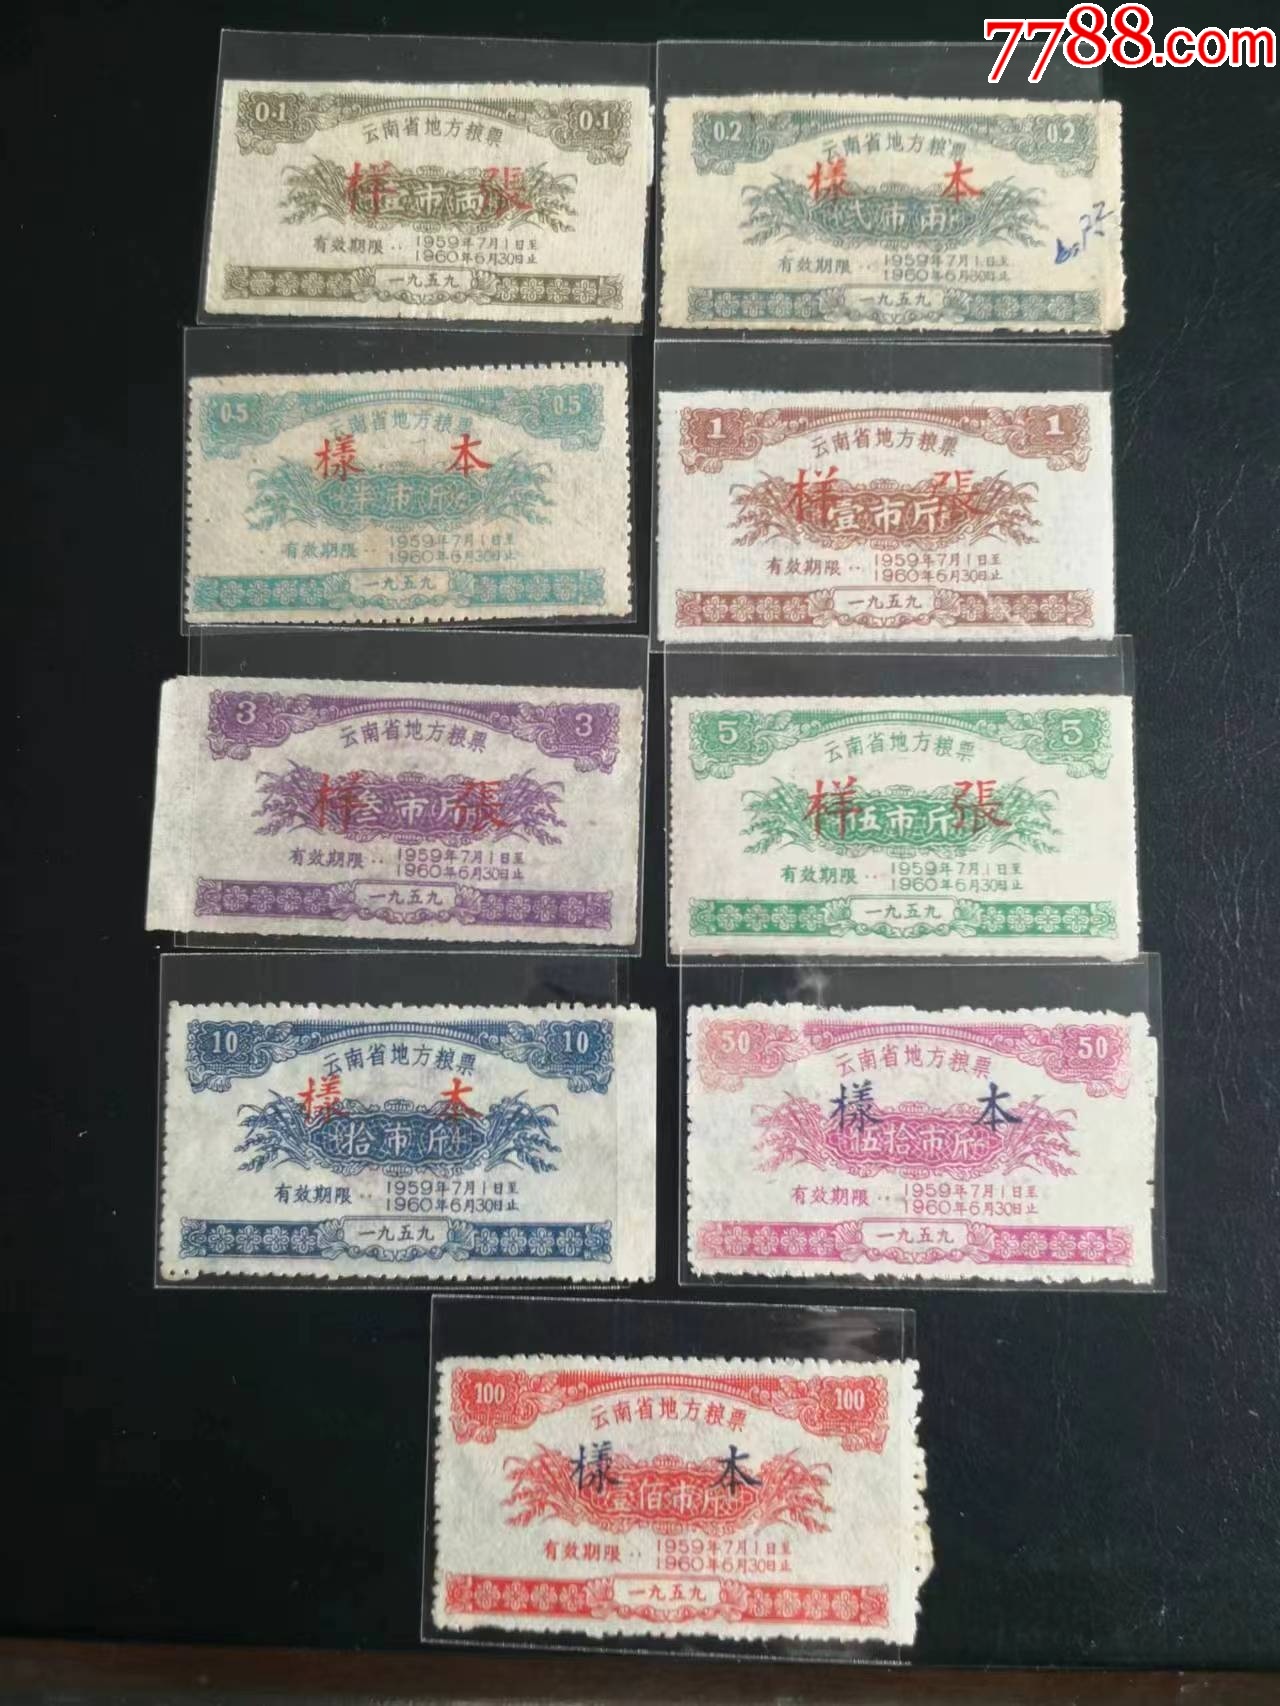 7788.com
0.1 0.1
云南省地方粮票
样 張
壹市兩
有效期限‥1959年7月1日至
1960年6月30日止
一九五九
0.2 0.2
云南省地方粮票
樣 本
弍市兩
有效期限‥1959年7月1日至
1960年6月30日止
一九五九
0.5 0.5
云南省地方粮票
樣 本
半市斤
有效期限‥1959年7月1日至
1960年6月30日止
一九五九
1 1
云南省地方粮票
样 張
壹市斤
有效期限‥1959年7月1日至
1960年6月30日止
一九五九
3 3
云南省地方粮票
样 張
叁市斤
有效期限‥1959年7月1日至
1960年6月30日止
一九五九
5 5
云南省地方粮票
样 張
伍市斤
有效期限‥1959年7月1日至
1960年6月30日止
一九五九
10 10
云南省地方粮票
樣 本
拾市斤
有效期限‥1959年7月1日至
1960年6月30日止
一九五九
50 50
云南省地方粮票
樣 本
伍拾市斤
有效期限‥1959年7月1日至
1960年6月30日止
一九五九
100 100
云南省地方粮票
樣 本
壹佰市斤
有效期限‥1959年7月1日至
1960年6月30日止
一九五九